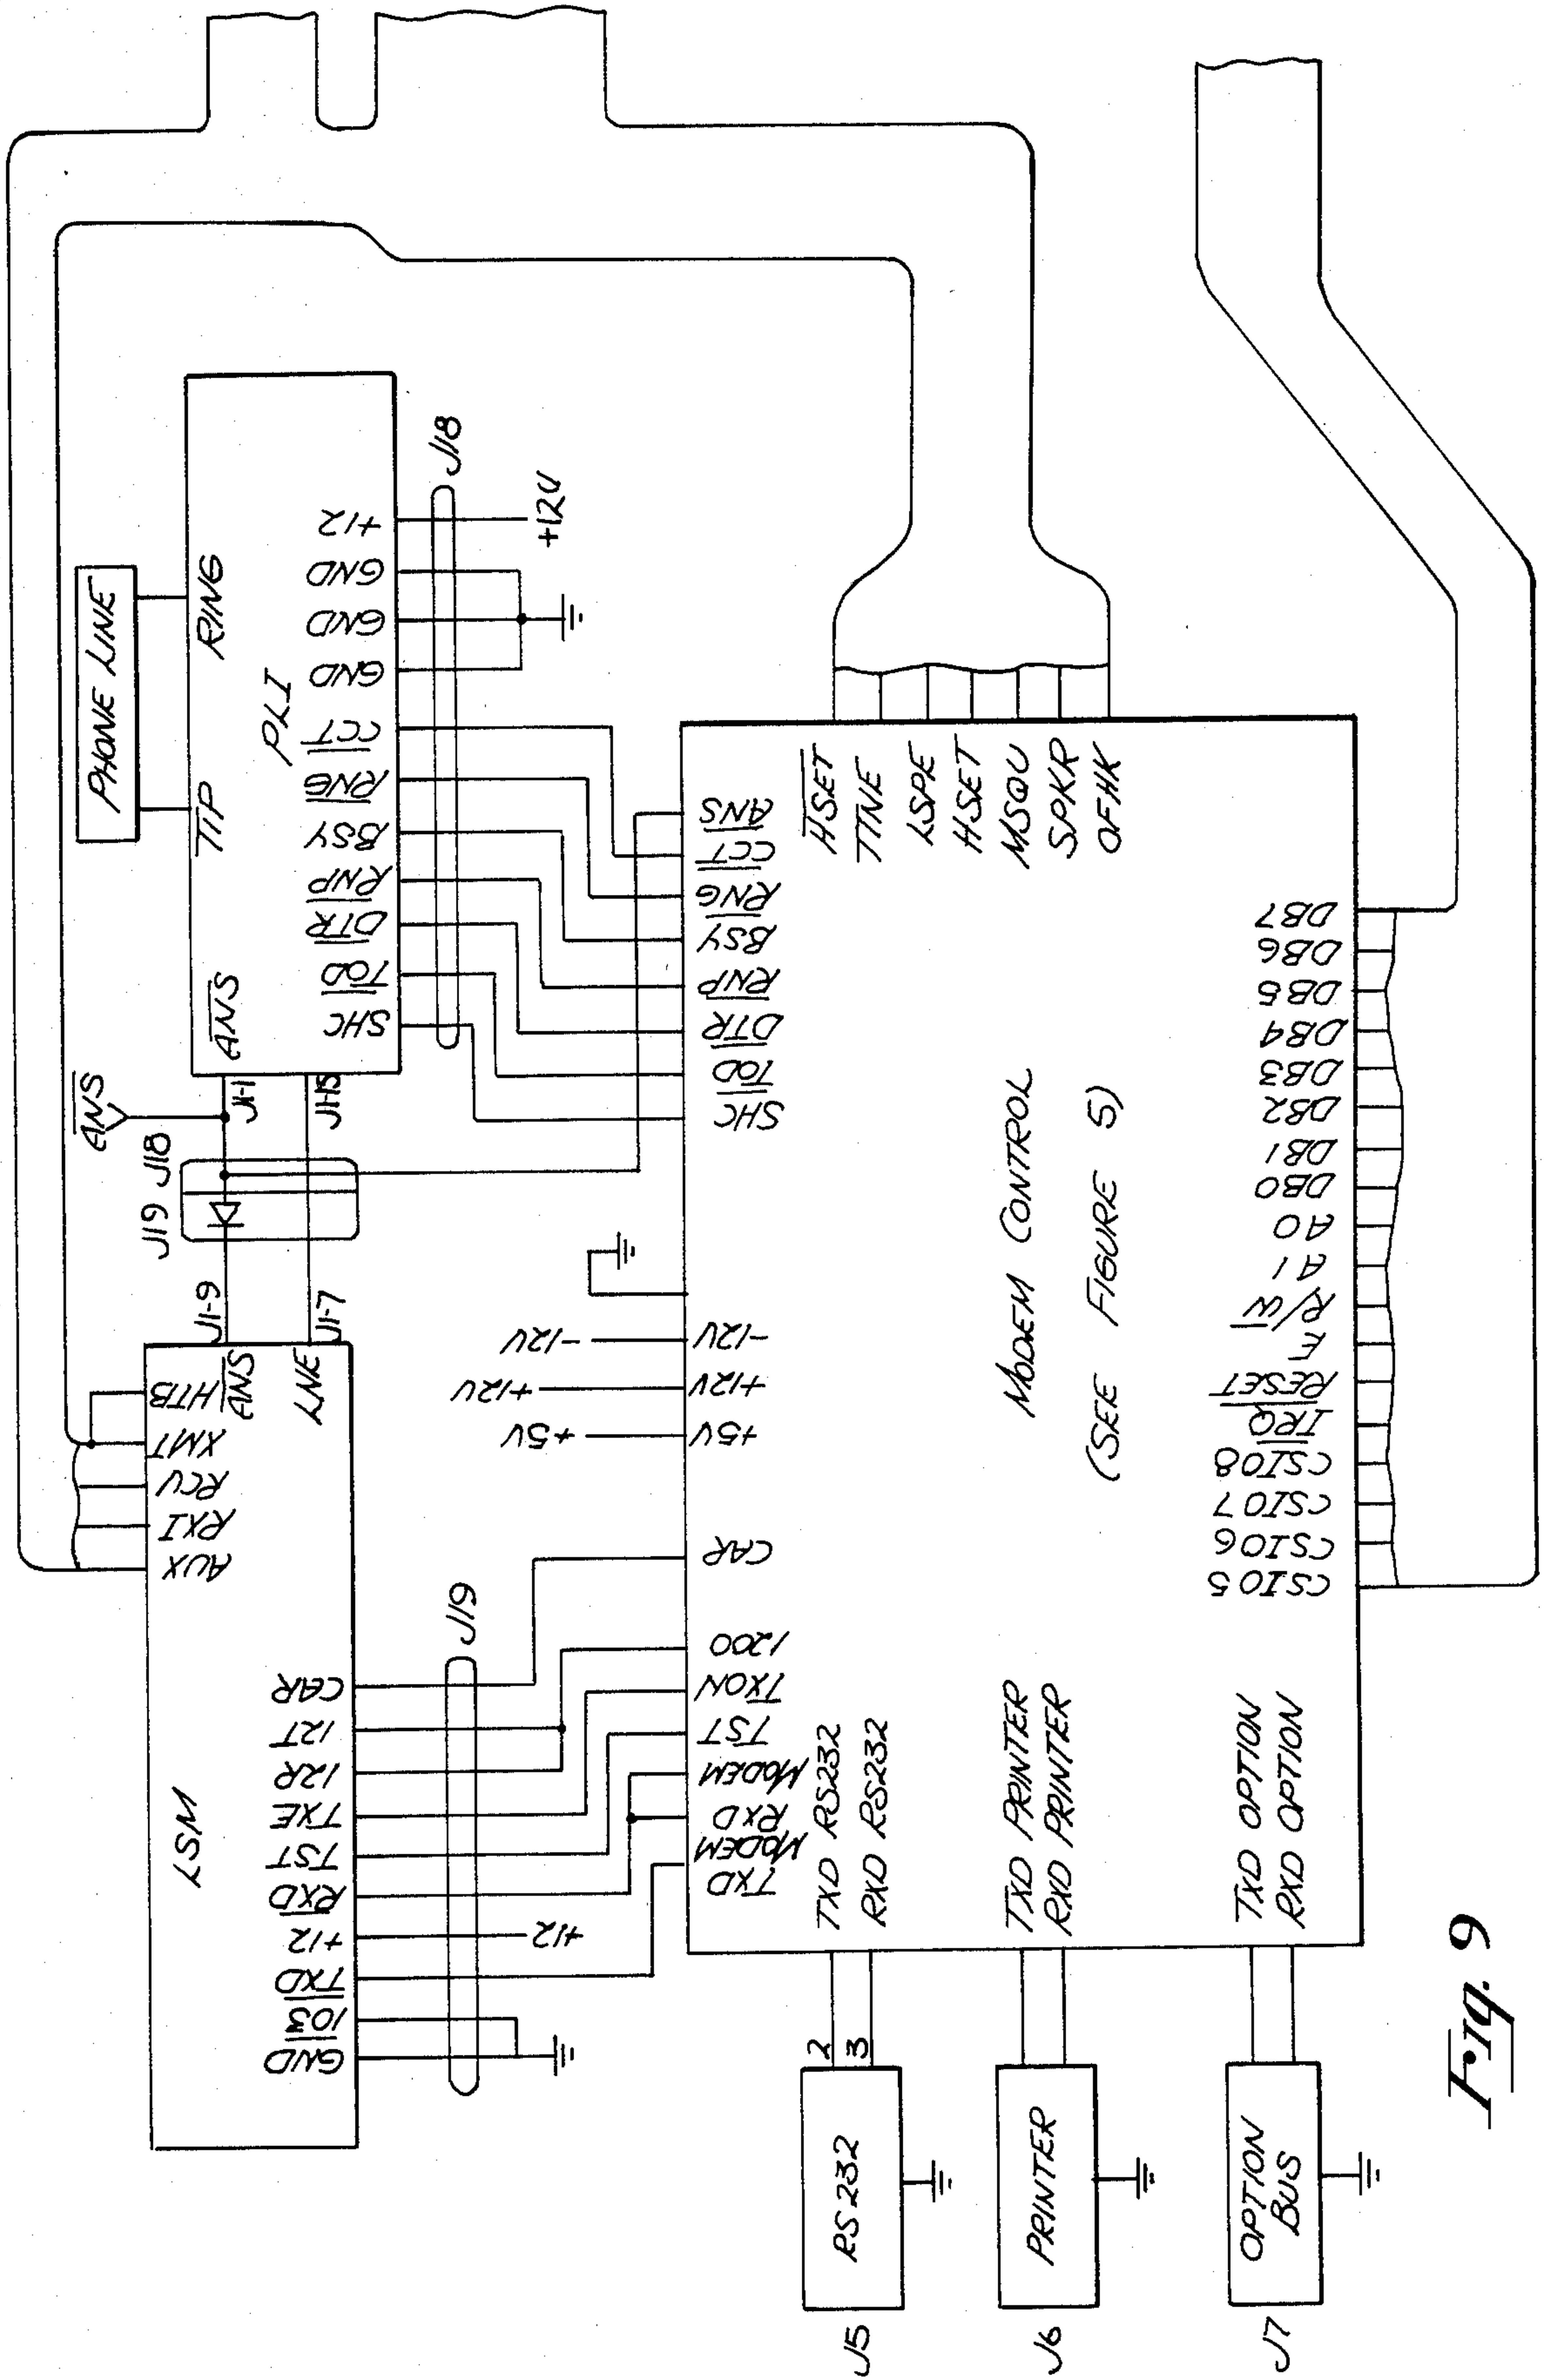 PHONE LINE
TIP
RING
PLI
ANS
ANS
J1-1
J1-15
SHC
TOD
DTR
RNP
BSY
RNG
CCT
GND
GND
GND
+12
J18
+12V
J19 J18
J1-9
J1-7
LSM
AUX
RXI
RCV
XMT
HTB
ANS
LNE
GND
103
TXD
+12
RXD
TST
TXE
12R
12T
CAR
J19
+12
+5V
+12V
-12V
TXD
MODEM
RXD
MODEM
TST
TXON
1200
CAR
+5V
+12V
-12V
SHC
TOD
DTR
RNP
BSY
RNG
CCT
ANS
HSET
TINE
LSPE
HSET
MSQU
SPKR
OFHK
MODEM CONTROL
(SEE FIGURE 5)
TXD RS232
RXD RS232
TXD PRINTER
RXD PRINTER
TXD OPTION
RXD OPTION
CSIO5
CSIO6
CSIO7
CSIO8
IRQ
RESET
E
R/W
A1
A0
DB0
DB1
DB2
DB3
DB4
DB5
DB6
DB7
2
3
RS232
J5
PRINTER
J6
OPTION
BUS
J7
Fig. 9